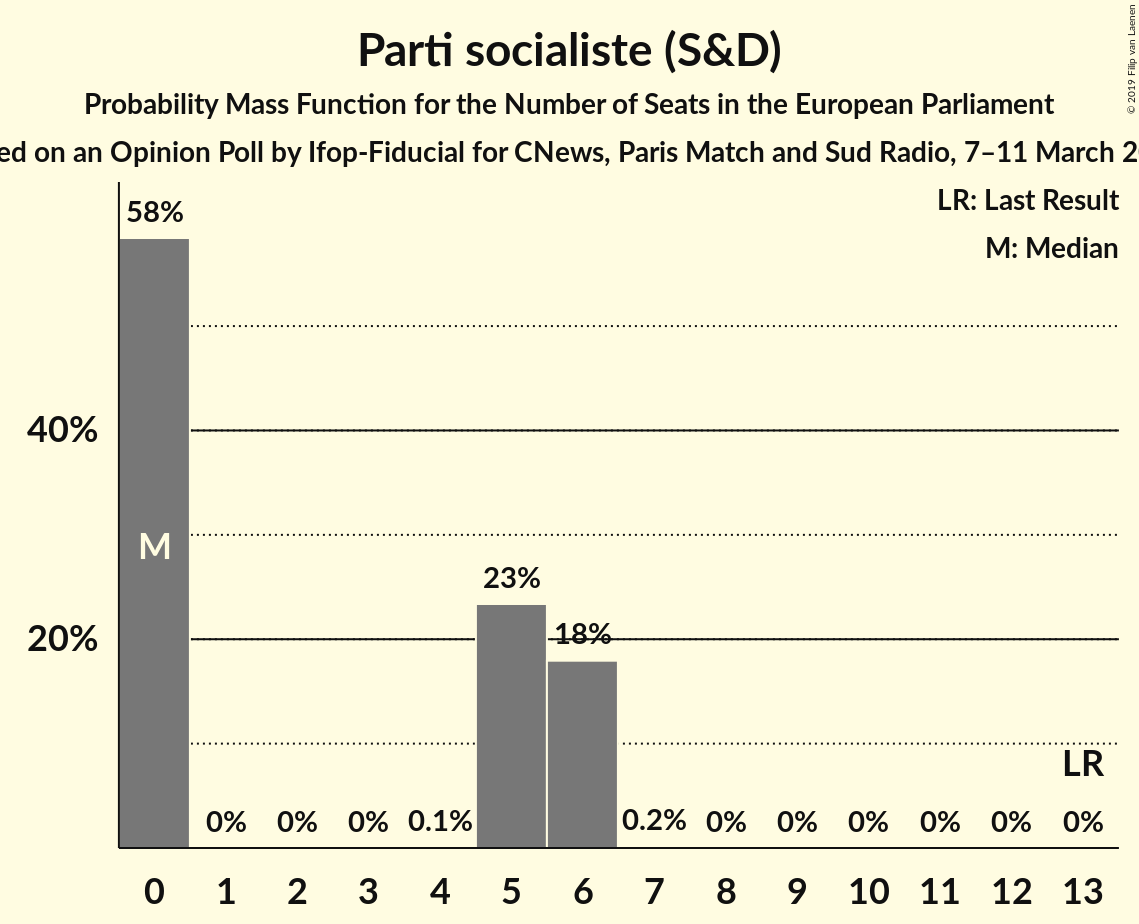 Parti socialiste (S&D)
Probability Mass Function for the Number of Seats in the European Parliament
on an Opinion Poll by Ifop-Fiducial for CNews, Paris Match and Sud Radio, 7–11 March
© 2019 Filip van Laenen
LR: Last Result
M: Median
58%
40%
M
23%
20%
18%
LR
0% 0% 0% 0.1% 0.2% 0% 0% 0% 0% 0% 0%
0 1 2 3 4 5 6 7 8 9 10 11 12 13